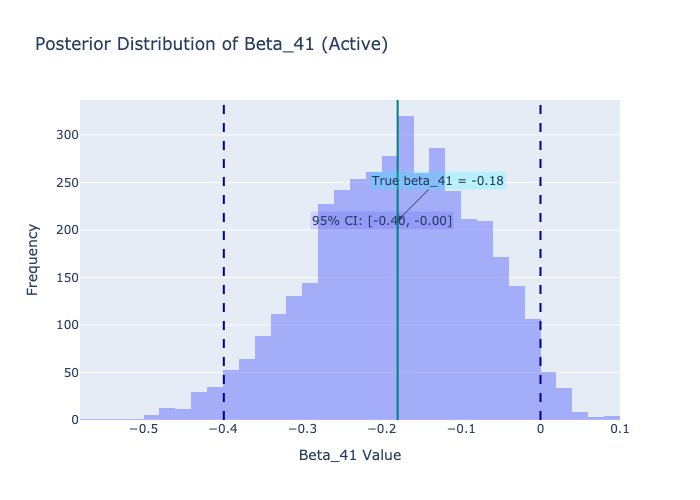 Posterior Distribution of Beta_41 (Active)
Frequency
300
250
200
150
100
50
0
True beta_41 = -0.18
95% CI: [-0.40, -0.00]
−0.5
−0.4
−0.3
−0.2
−0.1
0
0.1
Beta_41 Value